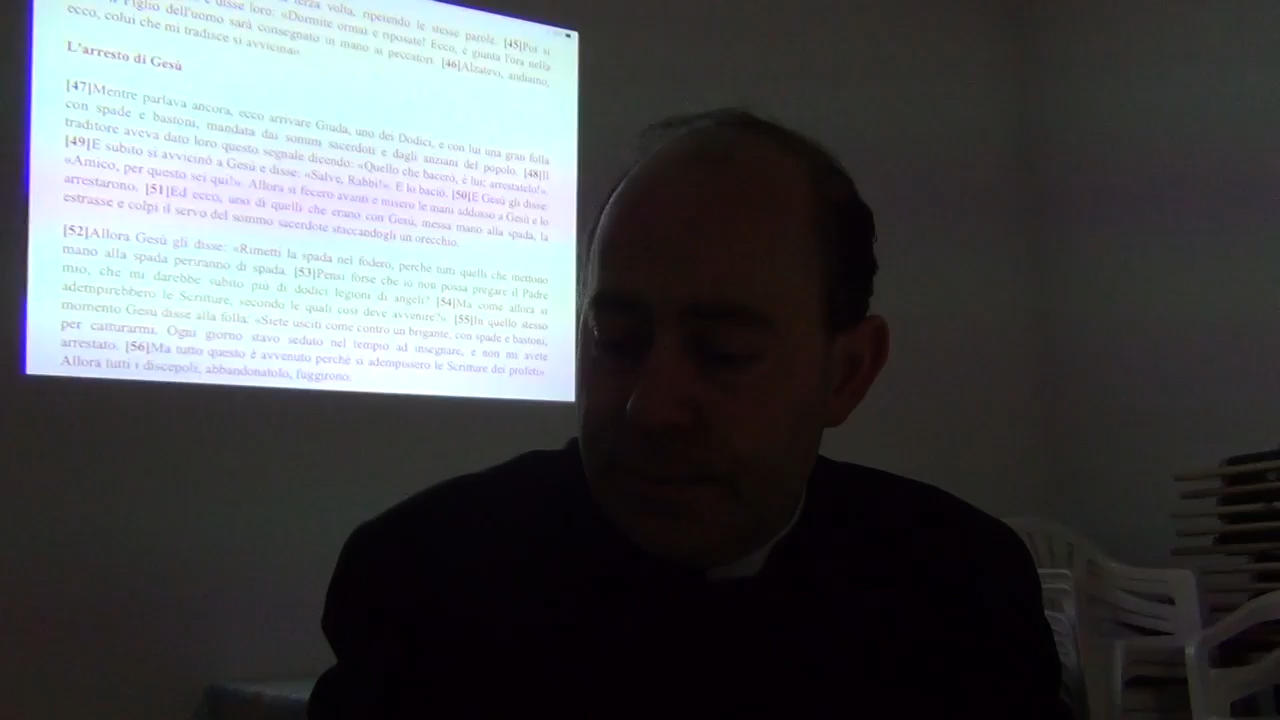 terza volta, ripetendo le stesse parole. [45]Poi si
disse loro: «Dormite ormai e riposate! Ecco, è giunta l'ora nella
Figlio dell'uomo sarà consegnato in mano ai peccatori. [46]Alzatevi, andiamo,
ecco, colui che mi tradisce si avvicina».
L'arresto di Gesù
[47]Mentre parlava ancora, ecco arrivare Giuda, uno dei Dodici, e con lui una gran folla
con spade e bastoni, mandata dai sommi sacerdoti e dagli anziani del popolo. [48]Il
traditore aveva dato loro questo segnale dicendo: «Quello che bacerò, è lui; arrestatelo!».
[49]E subito si avvicinò a Gesù e disse: «Salve, Rabbì!». E lo baciò. [50]E Gesù gli disse:
«Amico, per questo sei qui!». Allora si fecero avanti e misero le mani addosso a Gesù e lo
arrestarono. [51]Ed ecco, uno di quelli che erano con Gesù, messa mano alla spada, la
estrasse e colpì il servo del sommo sacerdote staccandogli un orecchio.
[52]Allora Gesù gli disse: «Rimetti la spada nel fodero, perché tutti quelli che mettono
mano alla spada periranno di spada. [53]Pensi forse che io non possa pregare il Padre
mio, che mi darebbe subito più di dodici legioni di angeli? [54]Ma come allora si
adempirebbero le Scritture, secondo le quali così deve avvenire?». [55]In quello stesso
momento Gesù disse alla folla: «Siete usciti come contro un brigante, con spade e bastoni,
per catturarmi. Ogni giorno stavo seduto nel tempio ad insegnare, e non mi avete
arrestato. [56]Ma tutto questo è avvenuto perché si adempissero le Scritture dei profeti».
Allora tutti i discepoli, abbandonatolo, fuggirono.